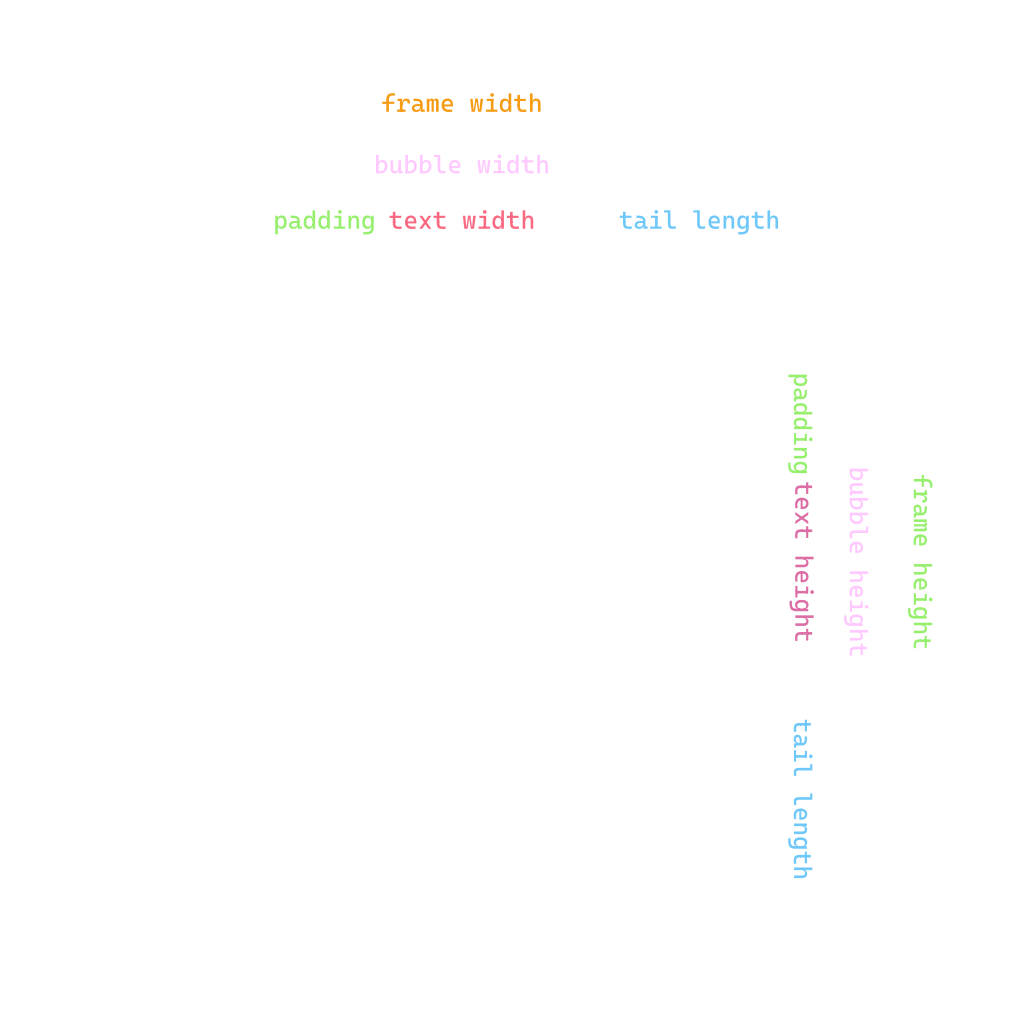 frame width
bubble width
padding text width tail length
padding
text height
bubble height
frame height
tail length